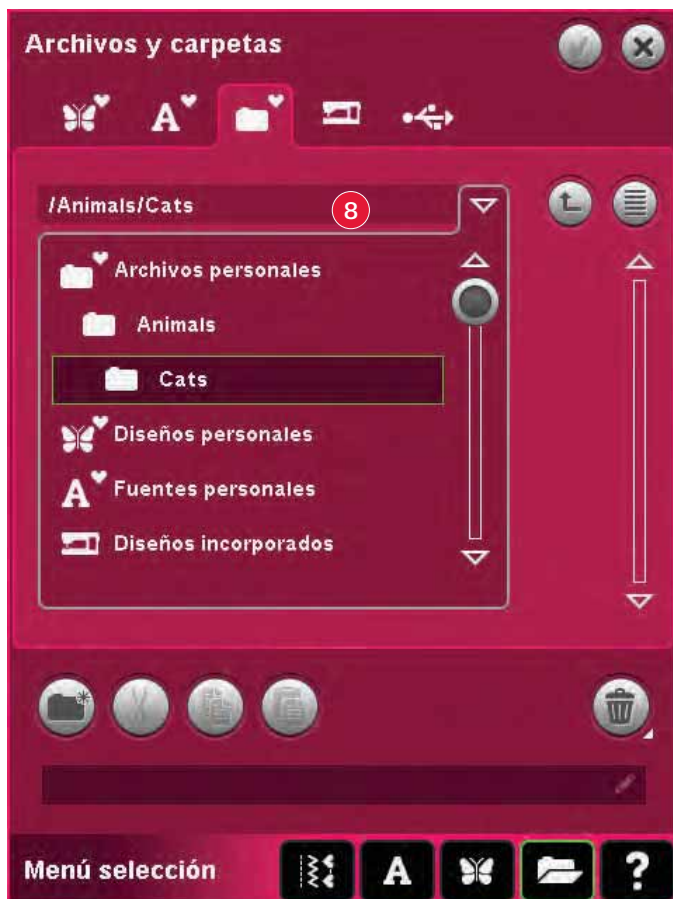 Archivos y carpetas
A
/Animals/Cats
8
Archivos personales
Animals
Cats
Diseños personales
A Fuentes personales
Diseños incorporados
Menú selección
A
?